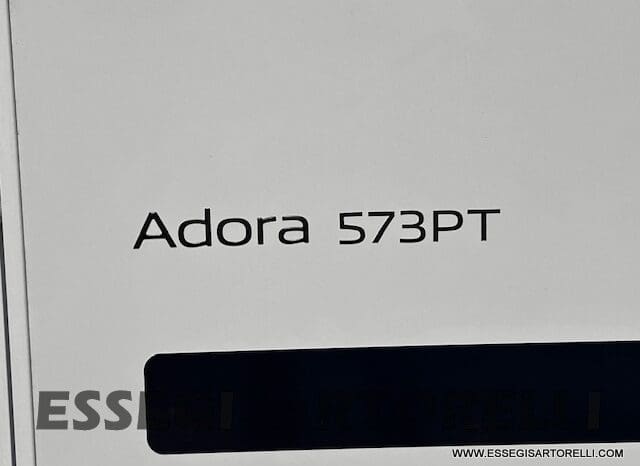 Adora 573PT
ESSEGI SARTORELLI
WWW.ESSEGISARTORELLI.COM